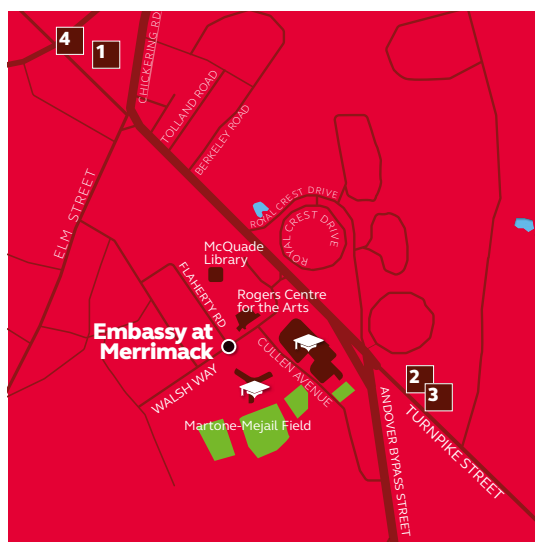 4
1
CHICKERING RD
TOLLAND ROAD
BERKELEY ROAD
ELM STREET
ROYAL CREST DRIVE
ROYAL CREST DRIVE
McQuade
Library
FLAHERTY RD
Rogers Centre
for the Arts
Embassy at
Merrimack
CULLEN AVENUE
WALSH WAY
2
3
Martone-Mejail Field
ANDOVER BYPASS STREET
TURNPIKE STREET